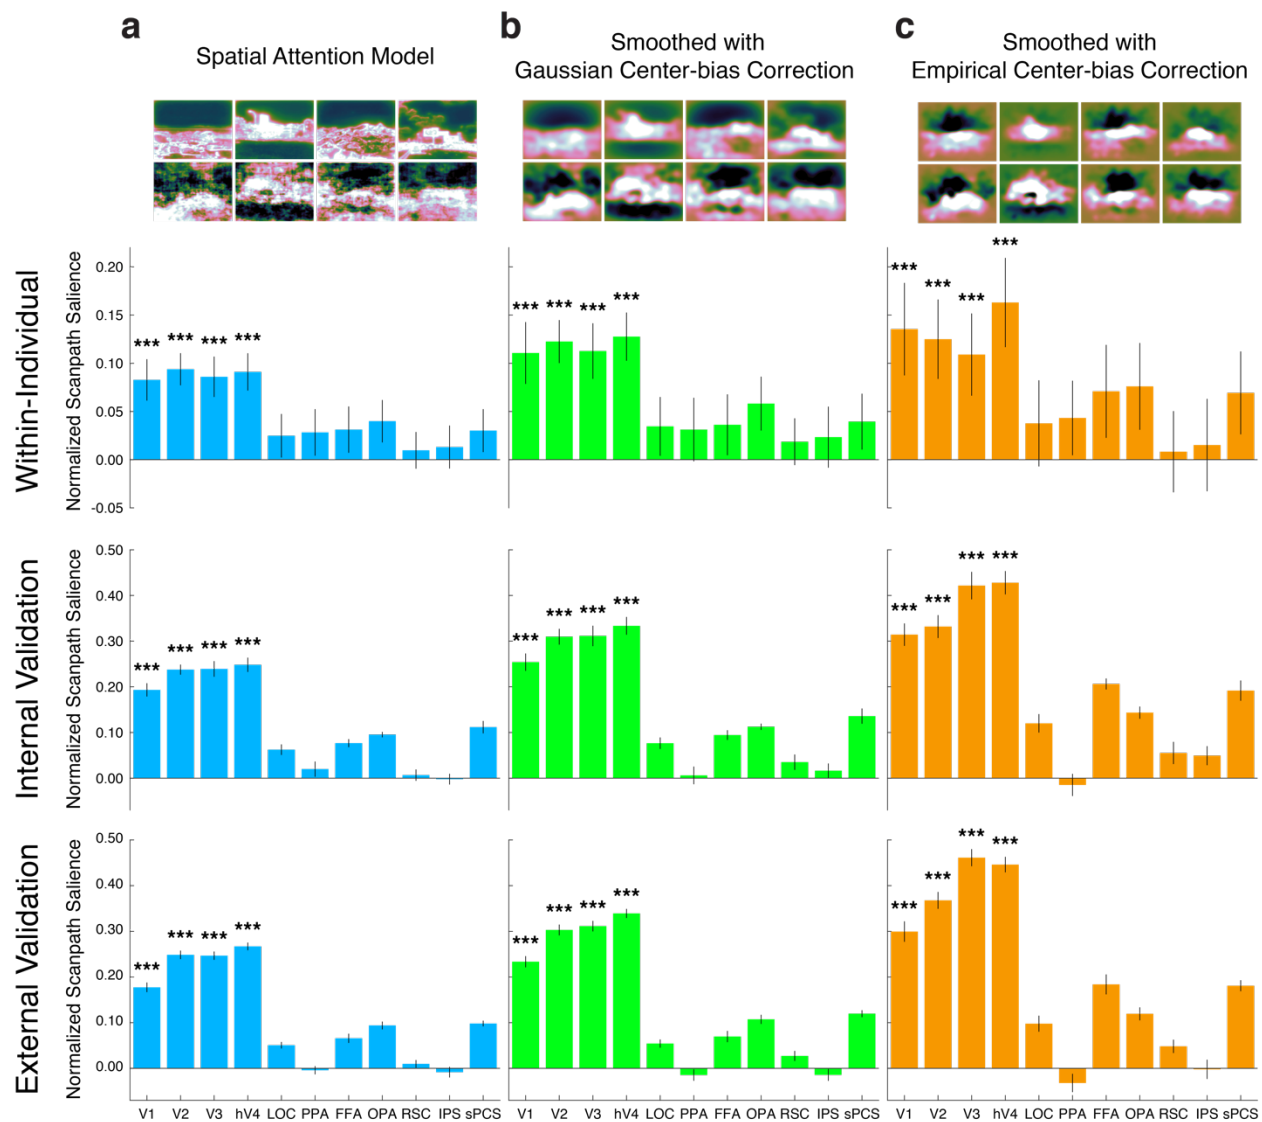 a
Spatial Attention Model
b
Smoothed with
Gaussian Center-bias Correction
c
Smoothed with
Empirical Center-bias Correction
Within-Individual
Normalized Scanpath Salience
0.20
0.15
0.10
0.05
0.00
-0.05
*** *** *** ***
*** *** *** ***
*** *** *** ***
Internal Validation
Normalized Scanpath Salience
0.50
0.40
0.30
0.20
0.10
0.00
*** *** *** ***
*** *** *** ***
*** *** *** ***
External Validation
Normalized Scanpath Salience
0.50
0.40
0.30
0.20
0.10
0.00
*** *** *** ***
*** *** *** ***
*** *** *** ***
V1 V2 V3 hV4 LOC PPA FFA OPA RSC IPS sPCS
V1 V2 V3 hV4 LOC PPA FFA OPA RSC IPS sPCS
V1 V2 V3 hV4 LOC PPA FFA OPA RSC IPS sPCS